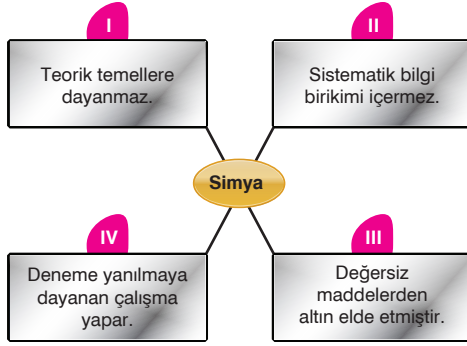 I
Teorik temellere
dayanmaz.
II
Sistematik bilgi
birikimi içermez.
Simya
IV
Deneme yanılmaya
dayanan çalışma
yapar.
III
Değersiz
maddelerden
altın elde etmiştir.